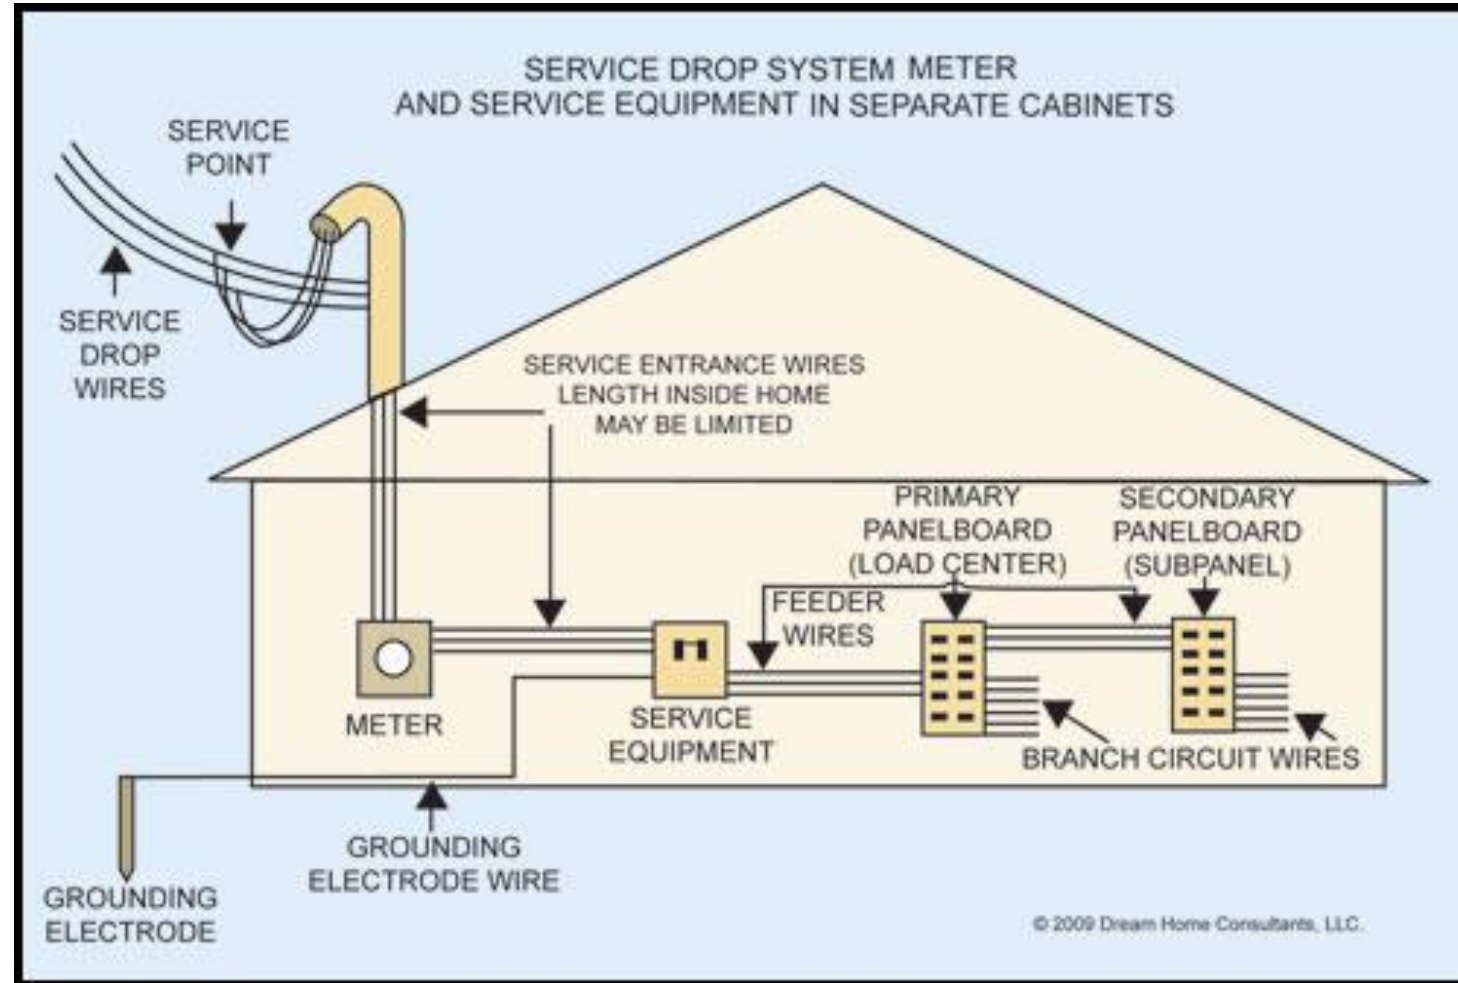 SERVICE DROP SYSTEM METER
AND SERVICE EQUIPMENT IN SEPARATE CABINETS
SERVICE
POINT
SERVICE
DROP
WIRES
SERVICE ENTRANCE WIRES
LENGTH INSIDE HOME
MAY BE LIMITED
PRIMARY
PANELBOARD
(LOAD CENTER)
SECONDARY
PANELBOARD
(SUBPANEL)
FEEDER
WIRES
METER
SERVICE
EQUIPMENT
BRANCH CIRCUIT WIRES
GROUNDING
ELECTRODE WIRE
GROUNDING
ELECTRODE
© 2009 Dream Home Consultants, LLC.